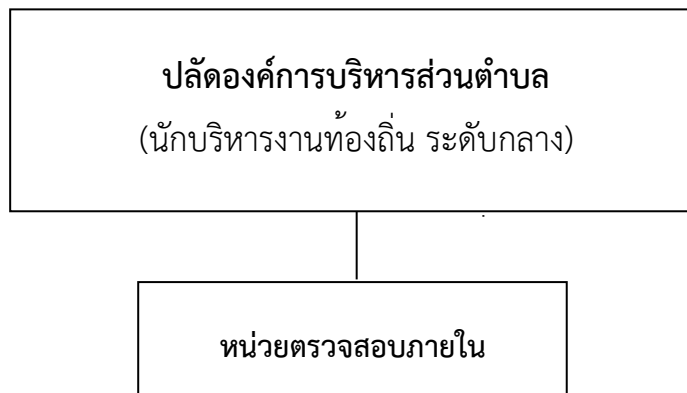 ปลัดองค์การบริหารส่วนตำบล
(นักบริหารงานท้องถิ่น ระดับกลาง)
หน่วยตรวจสอบภายใน